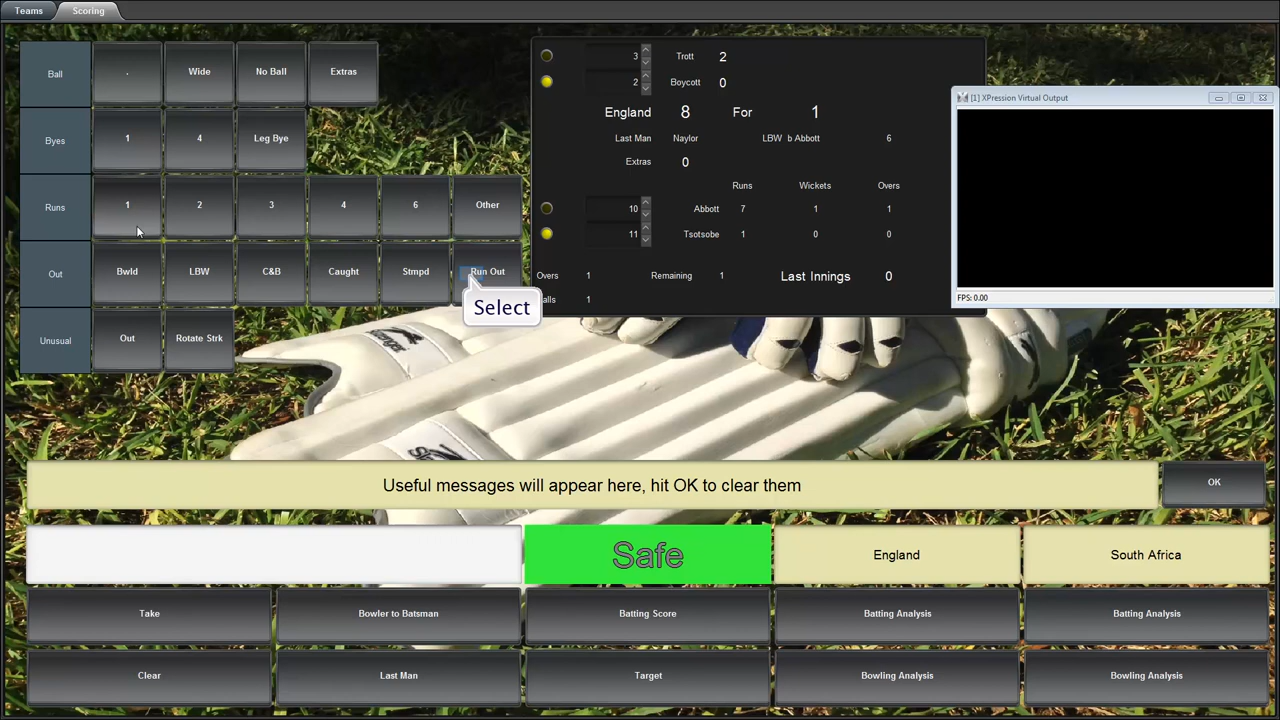 Teams Scoring
Ball . Wide No Ball Extras
Byes 1 4 Leg Bye
Runs 1 2 3 4 6 Other
Out Bwld LBW C&B Caught Stmpd Run Out
Select
Unusual Out Rotate Strk
3 Trott 2
2 Boycott 0
England 8 For 1
Last Man Naylor LBW b Abbott 6
Extras 0
Runs Wickets Overs
10 Abbott 7 1 1
11 Tsotsobe 1 0 0
Overs 1 Remaining 1 Last Innings 0
alls 1
[1] XPression Virtual Output
FPS: 0.00
Useful messages will appear here, hit OK to clear them OK
Safe England South Africa
Take Bowler to Batsman Batting Score Batting Analysis Batting Analysis
Clear Last Man Target Bowling Analysis Bowling Analysis